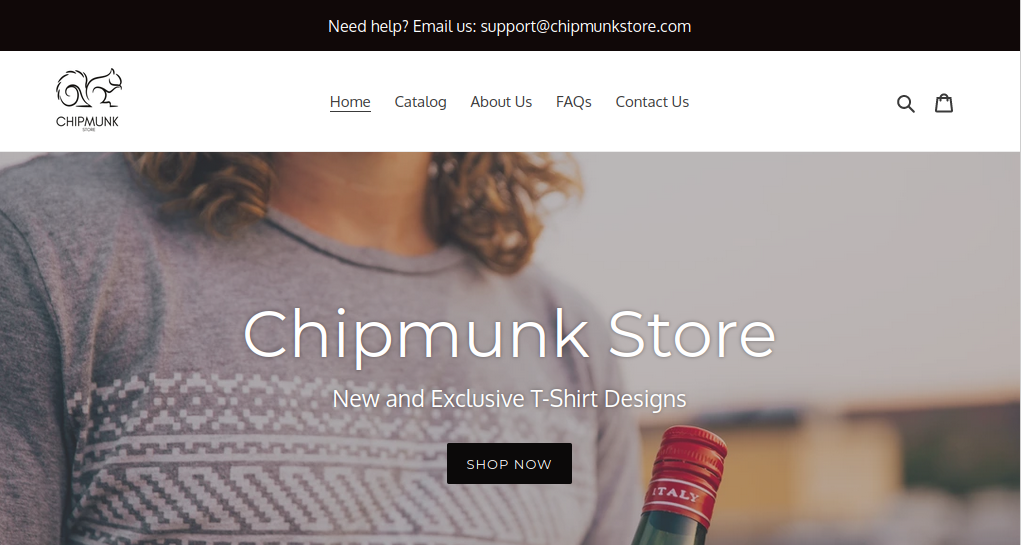 Need help? Email us: support@chipmunkstore.com
CHIPMUNK
STORE
Home Catalog About Us FAQs Contact Us
Chipmunk Store
New and Exclusive T-Shirt Designs
SHOP NOW
ITALY